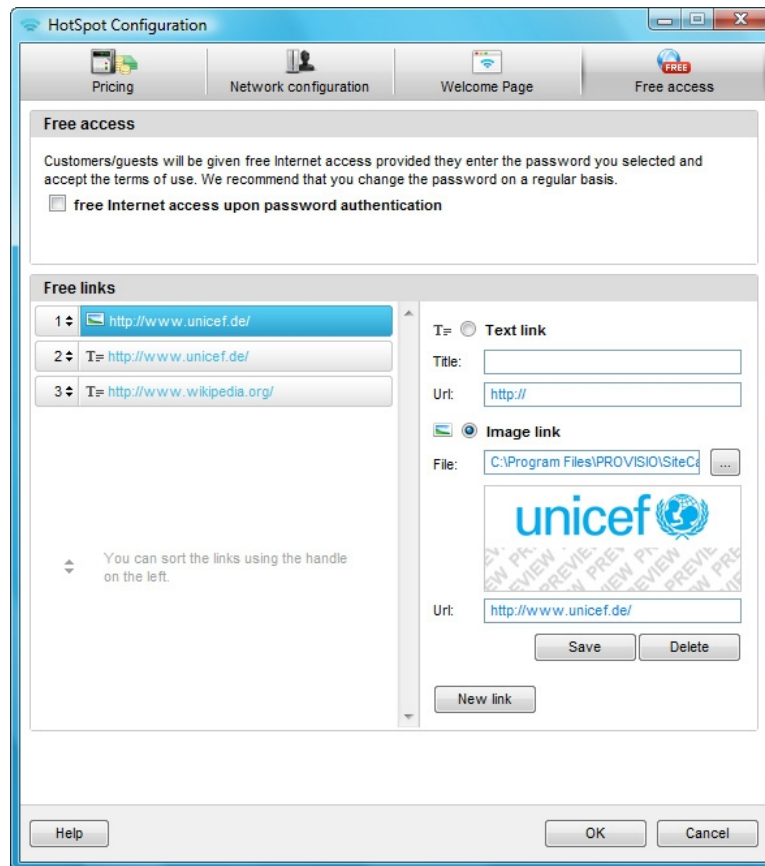 HotSpot Configuration
Pricing
Network configuration
Welcome Page
FREE
Free access
Free access
Customers/guests will be given free Internet access provided they enter the password you selected and
accept the terms of use. We recommend that you change the password on a regular basis.
free Internet access upon password authentication
Free links
1 http://www.unicef.de/
2 T= http://www.unicef.de/
3 T= http://www.wikipedia.org/
You can sort the links using the handle
on the left.
T= Text link
Title:
Url: http://
Image link
File: C:\Program Files\PROVISIO\SiteCa ...
unicef
PREVIEW PREVIEW PREVIEW
Url: http://www.unicef.de/
Save Delete
New link
Help OK Cancel